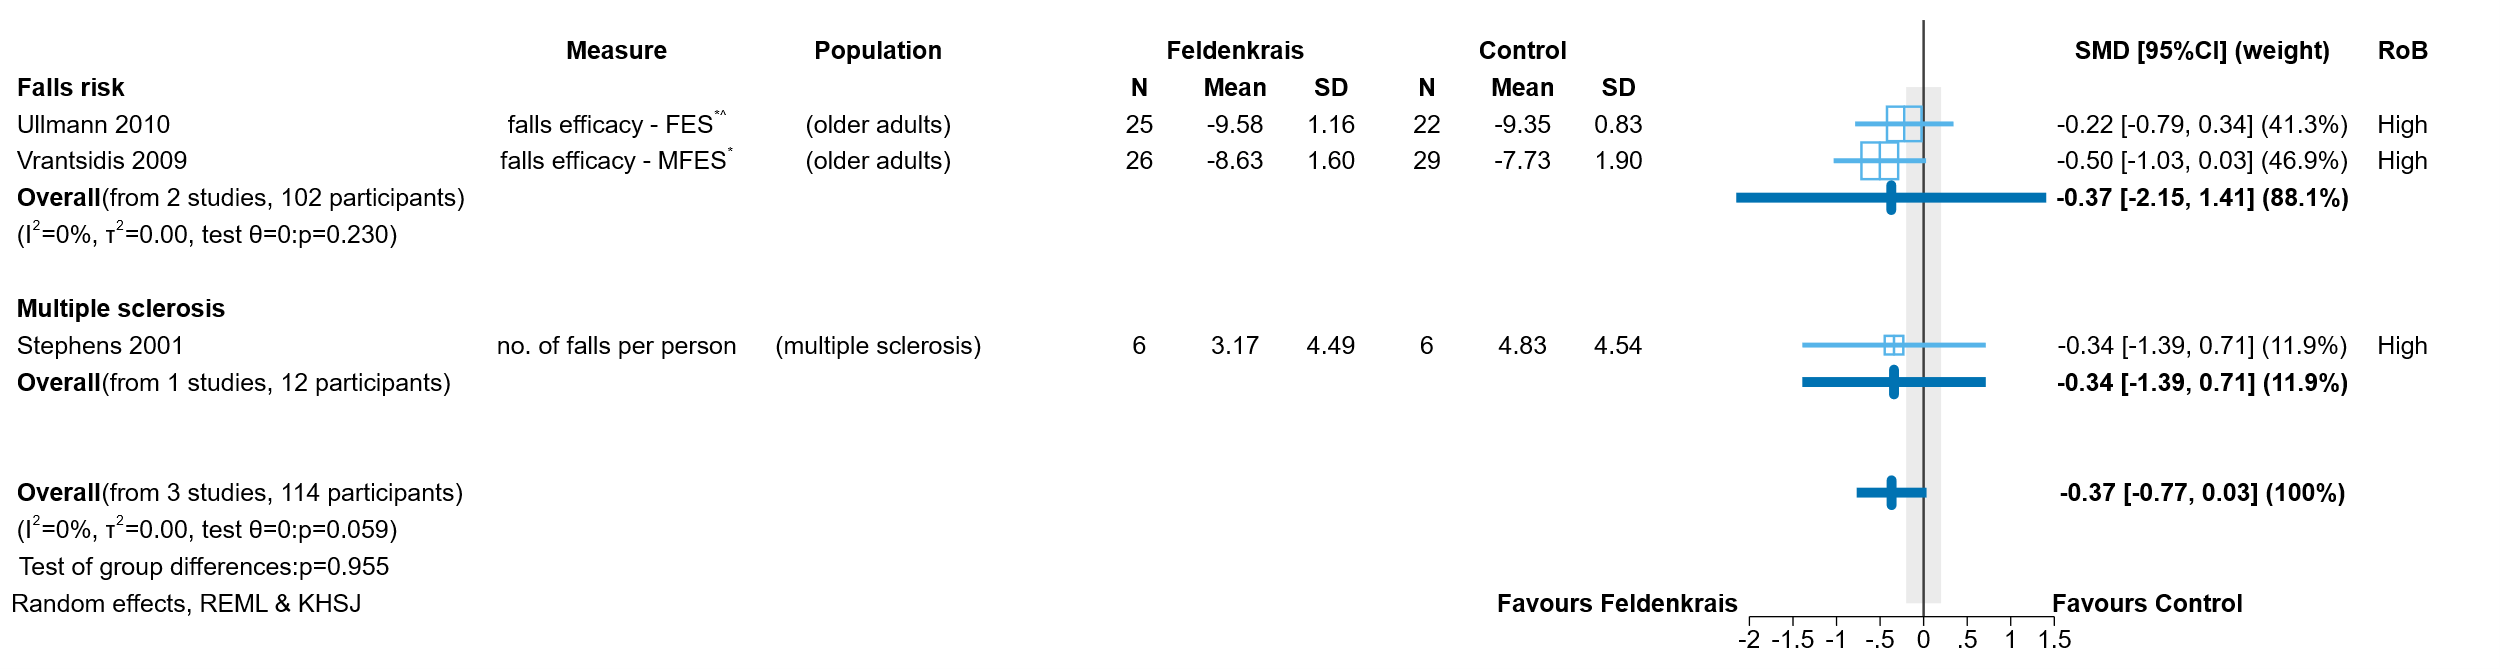 Measure Population Feldenkrais Control SMD [95%CI] (weight) RoB
Falls risk N Mean SD N Mean SD
Ullmann 2010 falls efficacy - FES*^ (older adults) 25 -9.58 1.16 22 -9.35 0.83 -0.22 [-0.79, 0.34] (41.3%) High
Vrantsidis 2009 falls efficacy - MFES* (older adults) 26 -8.63 1.60 29 -7.73 1.90 -0.50 [-1.03, 0.03] (46.9%) High
Overall(from 2 studies, 102 participants) -0.37 [-2.15, 1.41] (88.1%)
(I²=0%, τ²=0.00, test θ=0:p=0.230)
Multiple sclerosis
Stephens 2001 no. of falls per person (multiple sclerosis) 6 3.17 4.49 6 4.83 4.54 -0.34 [-1.39, 0.71] (11.9%) High
Overall(from 1 studies, 12 participants) -0.34 [-1.39, 0.71] (11.9%)
Overall(from 3 studies, 114 participants) -0.37 [-0.77, 0.03] (100%)
(I²=0%, τ²=0.00, test θ=0:p=0.059)
Test of group differences:p=0.955
Random effects, REML & KHSJ Favours Feldenkrais Favours Control
-2 -1.5 -1 -.5 0 .5 1 1.5